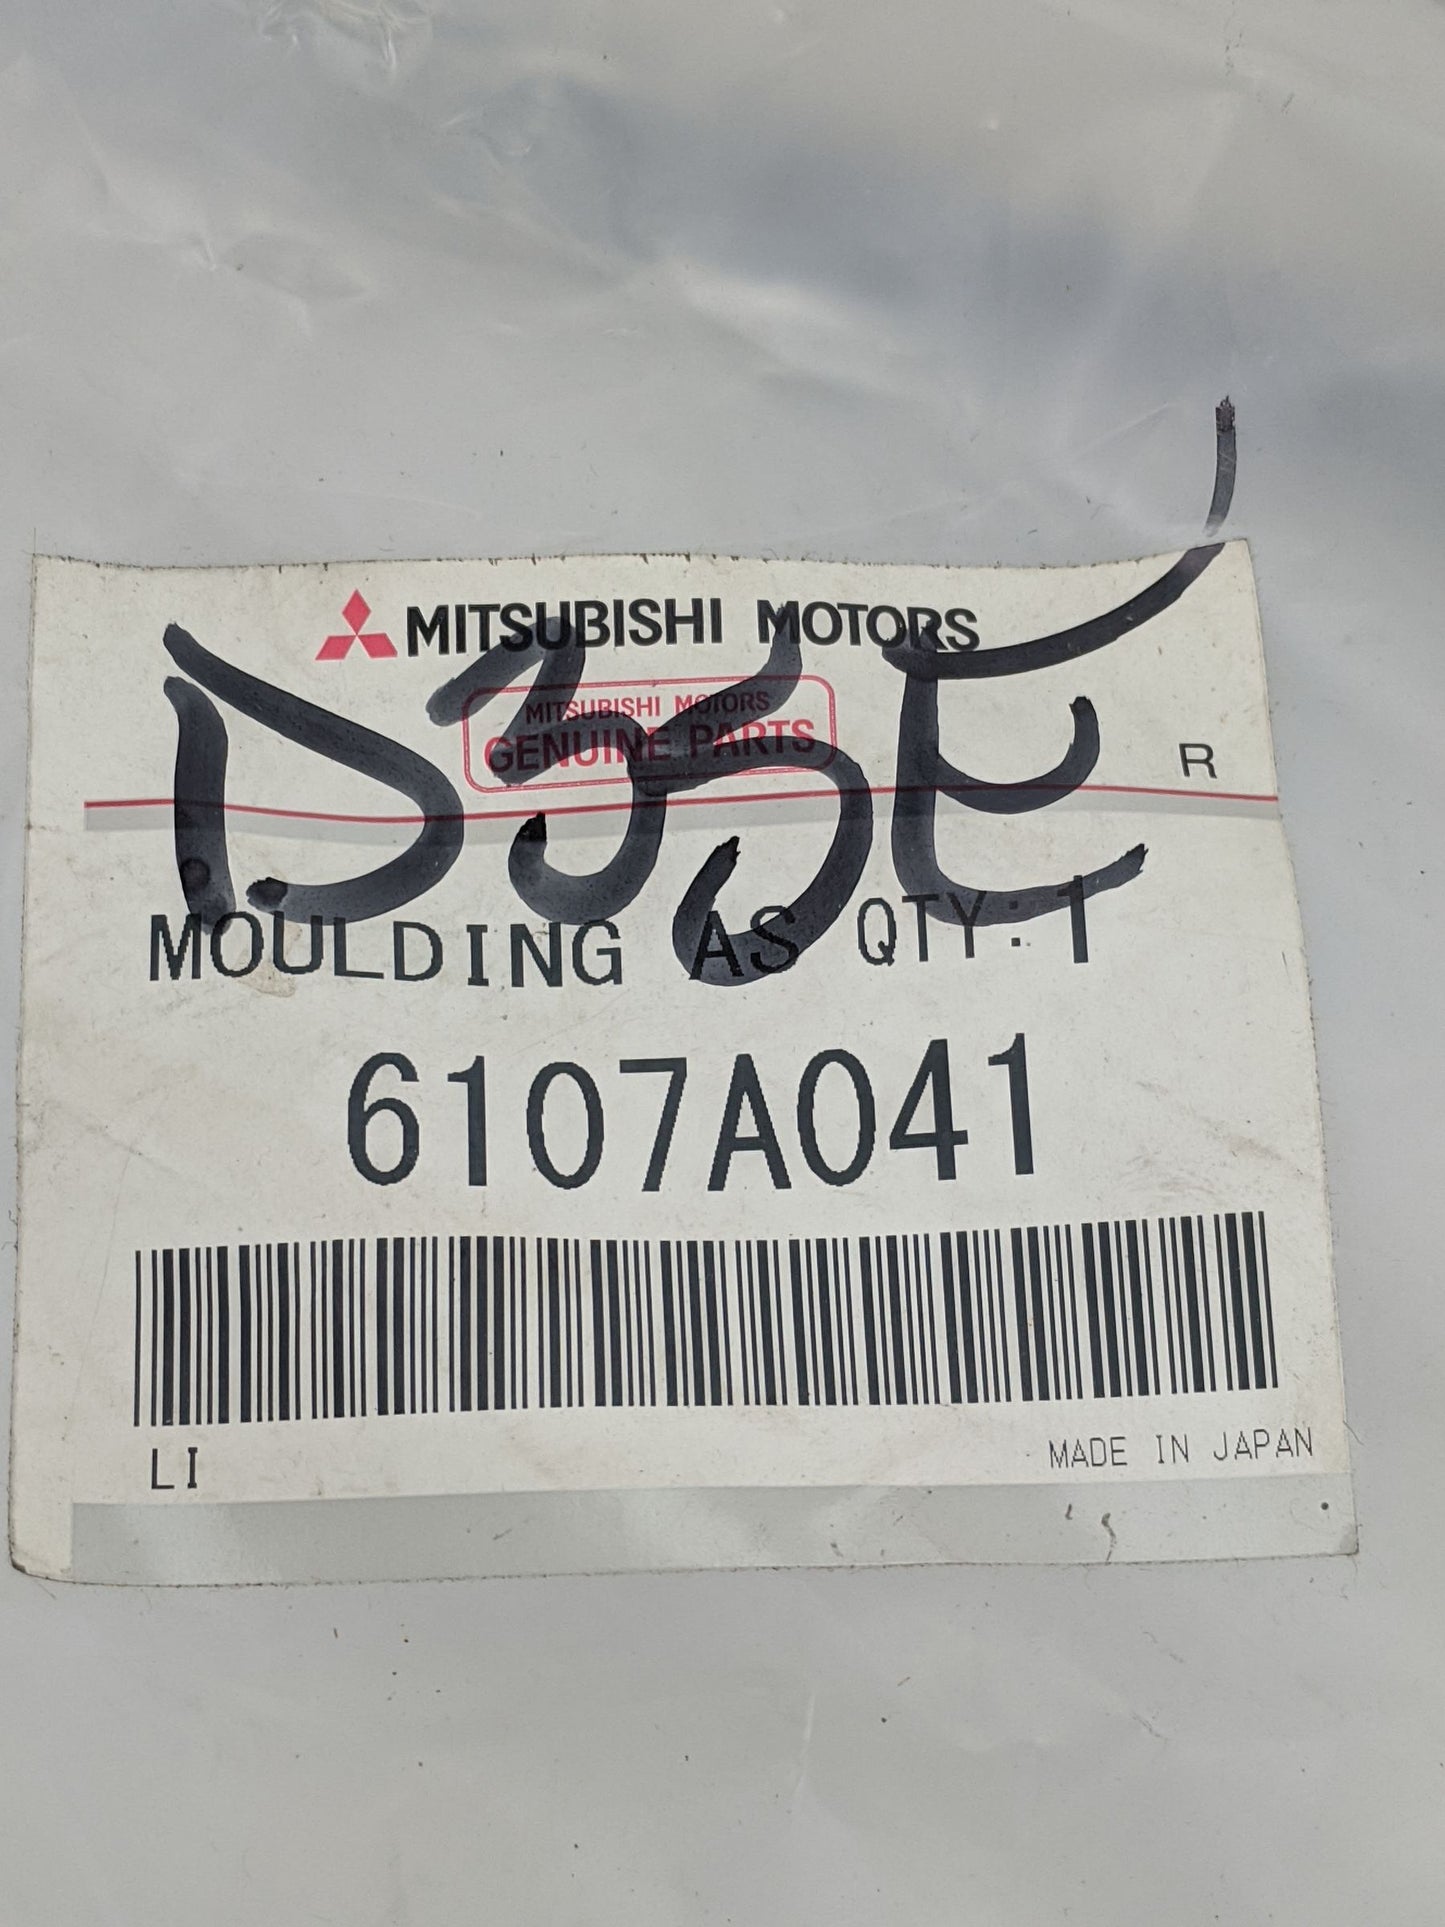 MITSUBISHI MOTORS
D35E
MITSUBISHI MOTORS
GENUINE PARTS
R
MOULDING AS QTY:1
6107A041
LI
MADE IN JAPAN